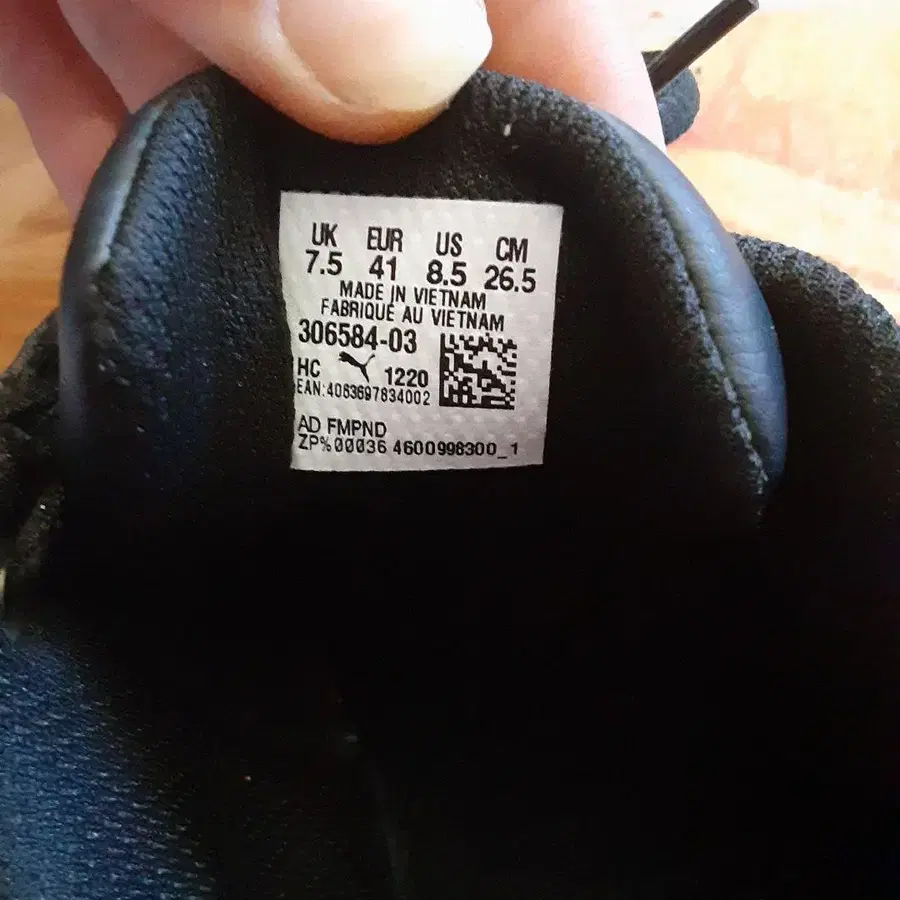 UK EUR US CM
7.5 41 8.5 26.5
MADE IN VIETNAM
FABRIQUÉ AU VIETNAM
306584-03
HC 1220
EAN:4063697834002
AD FMPND
ZP%00036 4600998300_1